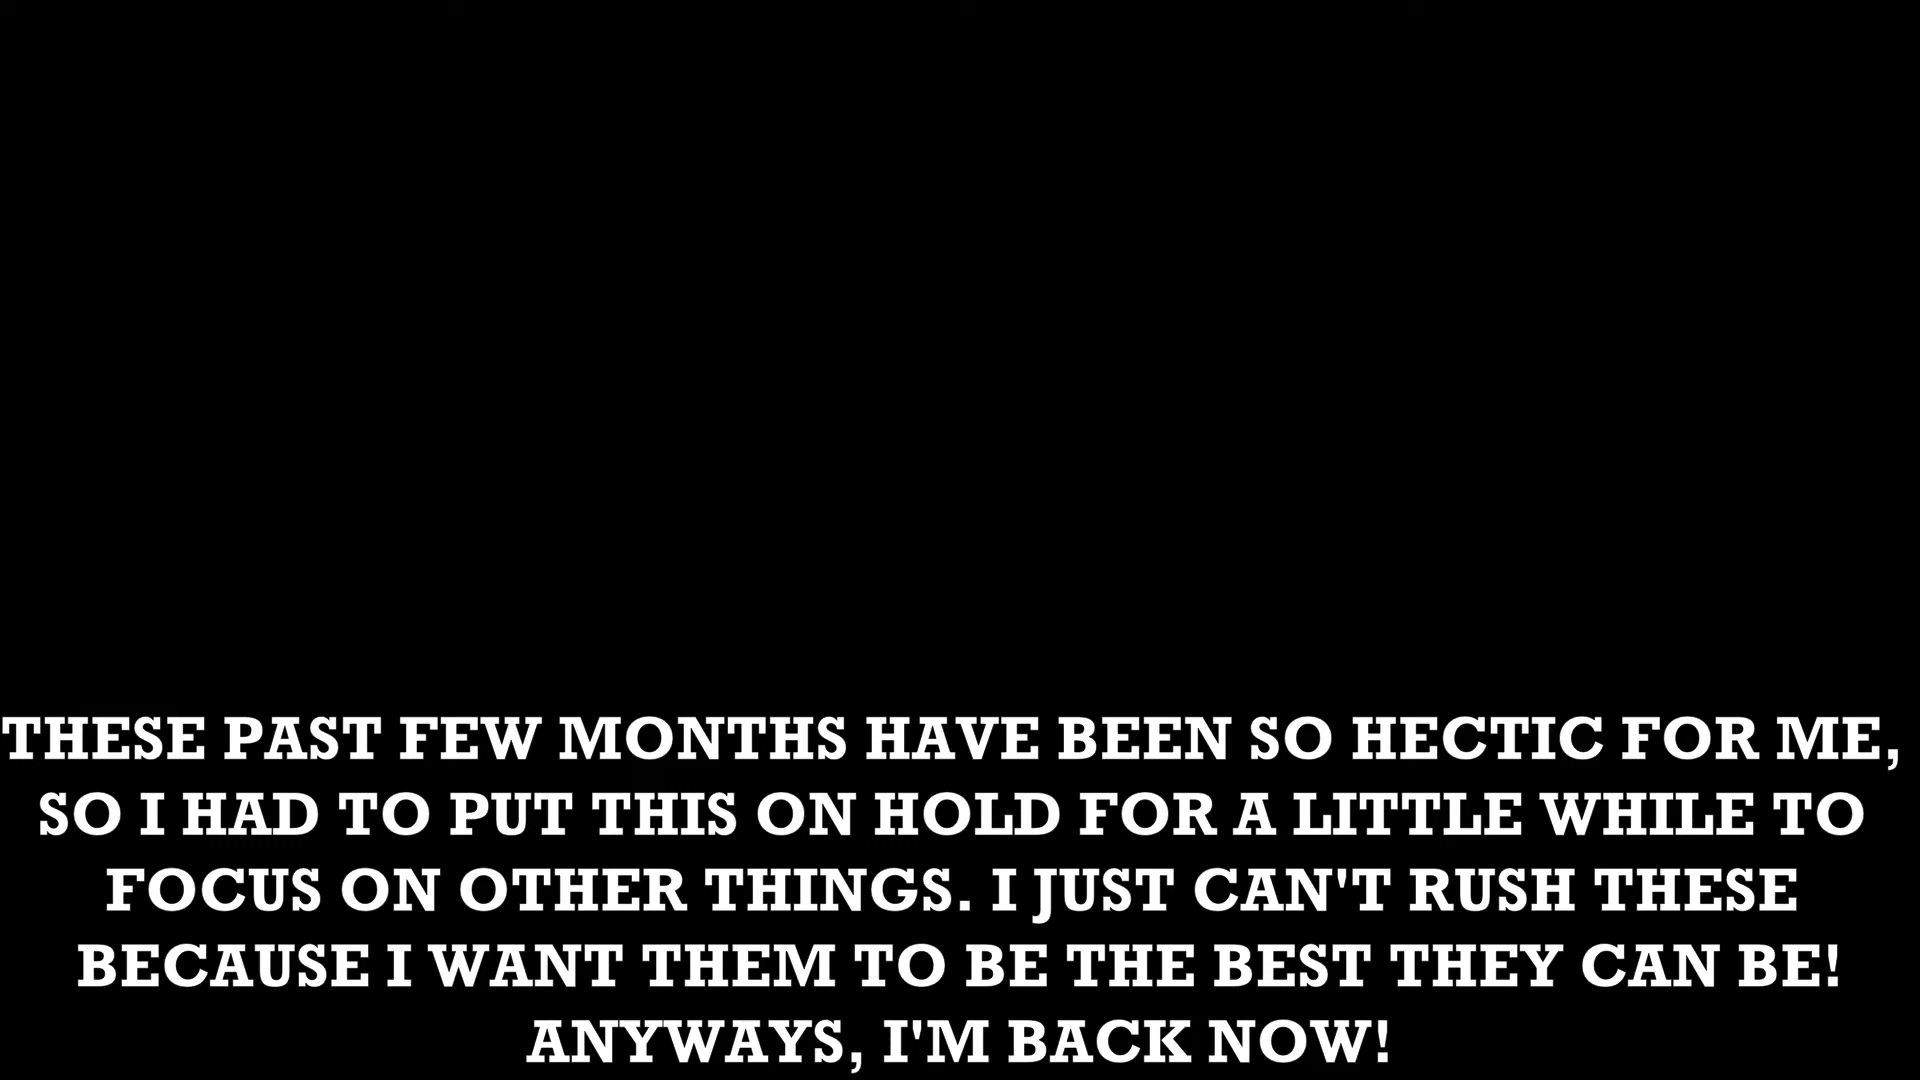 THESE PAST FEW MONTHS HAVE BEEN SO HECTIC FOR ME,
SO I HAD TO PUT THIS ON HOLD FOR A LITTLE WHILE TO
FOCUS ON OTHER THINGS. I JUST CAN'T RUSH THESE
BECAUSE I WANT THEM TO BE THE BEST THEY CAN BE!
ANYWAYS, I'M BACK NOW!